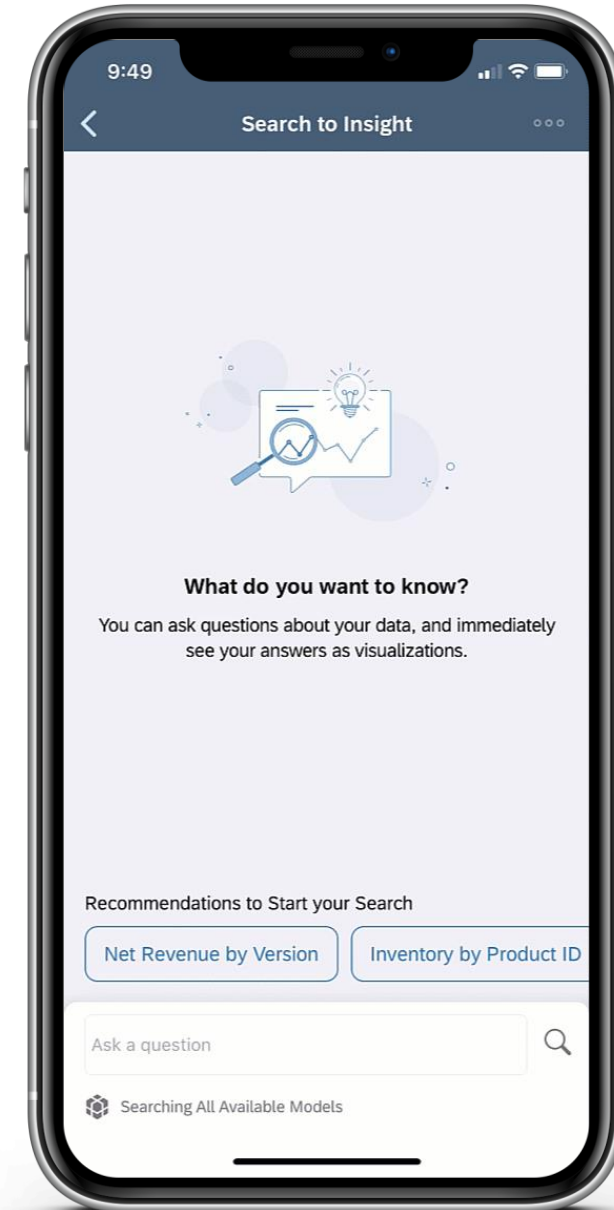 9:49
Search to Insight
What do you want to know?
You can ask questions about your data, and immediately
see your answers as visualizations.
Recommendations to Start your Search
Net Revenue by Version
Inventory by Product ID
Ask a question
Searching All Available Models